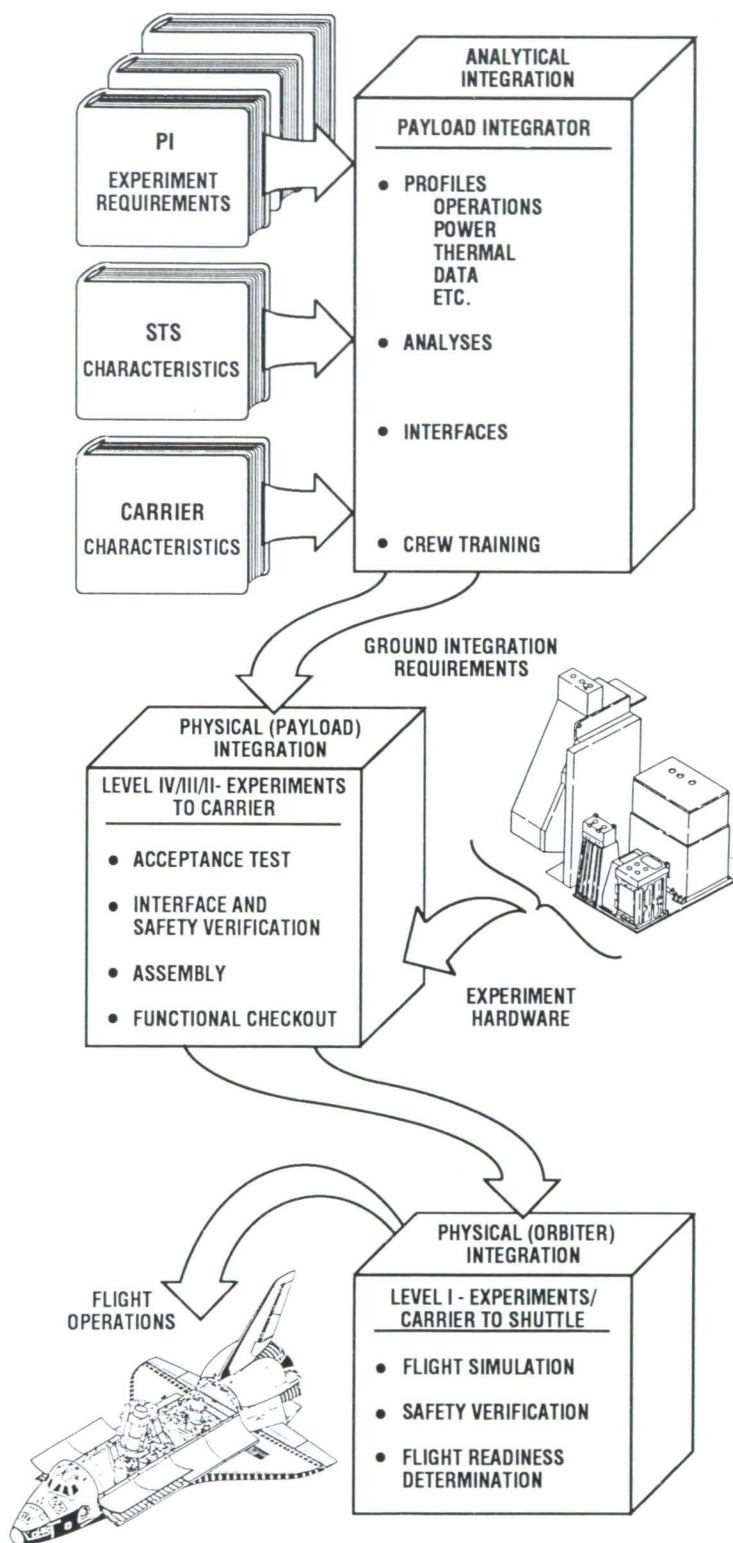 PI
EXPERIMENT
REQUIREMENTS
STS
CHARACTERISTICS
CARRIER
CHARACTERISTICS
ANALYTICAL
INTEGRATION
PAYLOAD INTEGRATOR
• PROFILES
OPERATIONS
POWER
THERMAL
DATA
ETC.
• ANALYSES
• INTERFACES
• CREW TRAINING
GROUND INTEGRATION
REQUIREMENTS
PHYSICAL (PAYLOAD)
INTEGRATION
LEVEL IV/III/II- EXPERIMENTS
TO CARRIER
• ACCEPTANCE TEST
• INTERFACE AND
SAFETY VERIFICATION
• ASSEMBLY
• FUNCTIONAL CHECKOUT
EXPERIMENT
HARDWARE
PHYSICAL (ORBITER)
INTEGRATION
LEVEL I - EXPERIMENTS/
CARRIER TO SHUTTLE
• FLIGHT SIMULATION
• SAFETY VERIFICATION
• FLIGHT READINESS
DETERMINATION
FLIGHT
OPERATIONS